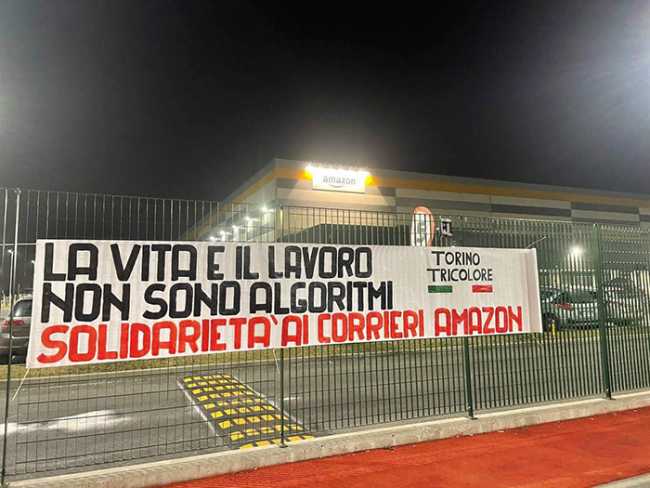 amazon
LA VITA E IL LAVORO
NON SONO ALGORITMI
SOLIDARIETA' AI CORRIERI AMAZON
TORINO
TRICOLORE